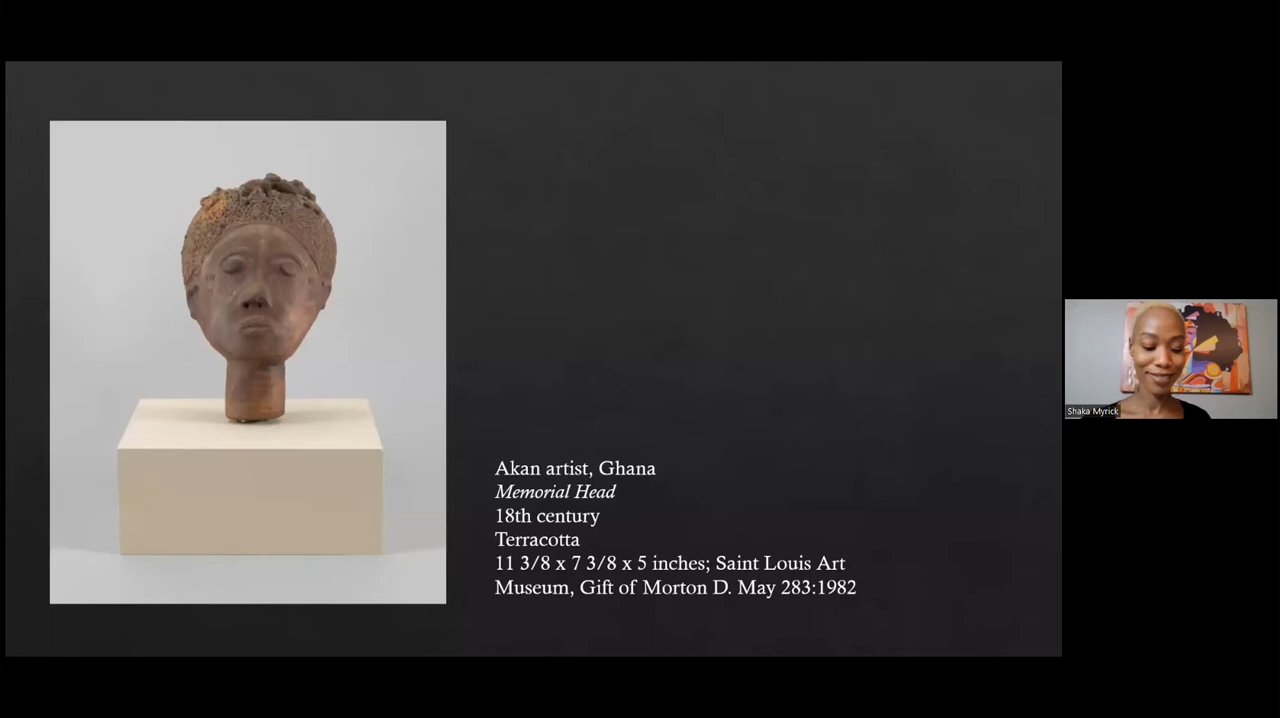 Akan artist, Ghana
Memorial Head
18th century
Terracotta
11 3/8 x 7 3/8 x 5 inches; Saint Louis Art
Museum, Gift of Morton D. May 283:1982
Shaka Myrick